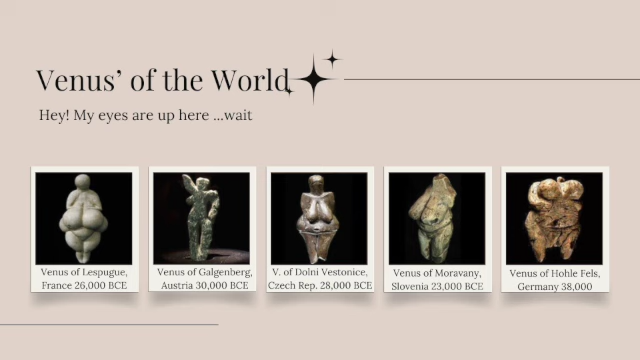 Venus' of the World
Hey! My eyes are up here ...wait
Venus of Lespugue,
France 26,000 BCE
Venus of Galgenberg,
Austria 30,000 BCE
V. of Dolni Vestonice,
Czech Rep. 28,000 BCE
Venus of Moravany,
Slovenia 23,000 BCE
Venus of Hohle Fels,
Germany 38,000